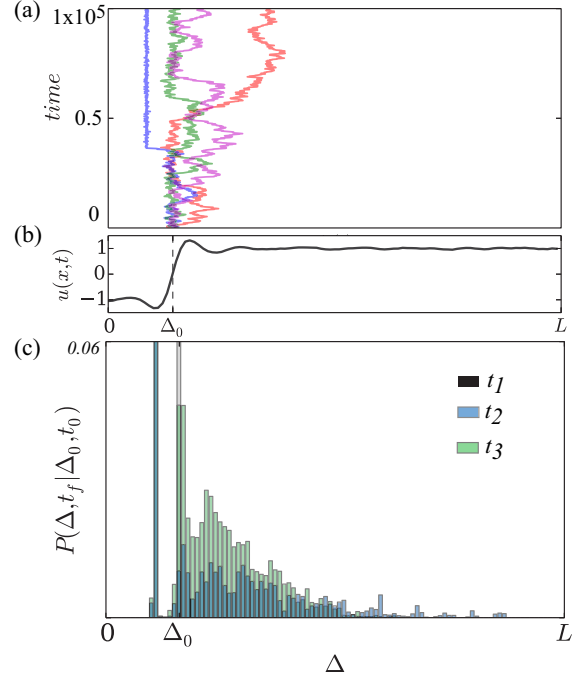 (a)
1x10⁵
time
0.5
0
(b)
u(x,t)
1
0
−1
0
Δ₀
L
(c)
0.06
P(Δ,t_f|Δ₀,t₀)
t₁
t₂
t₃
0
Δ₀
L
Δ